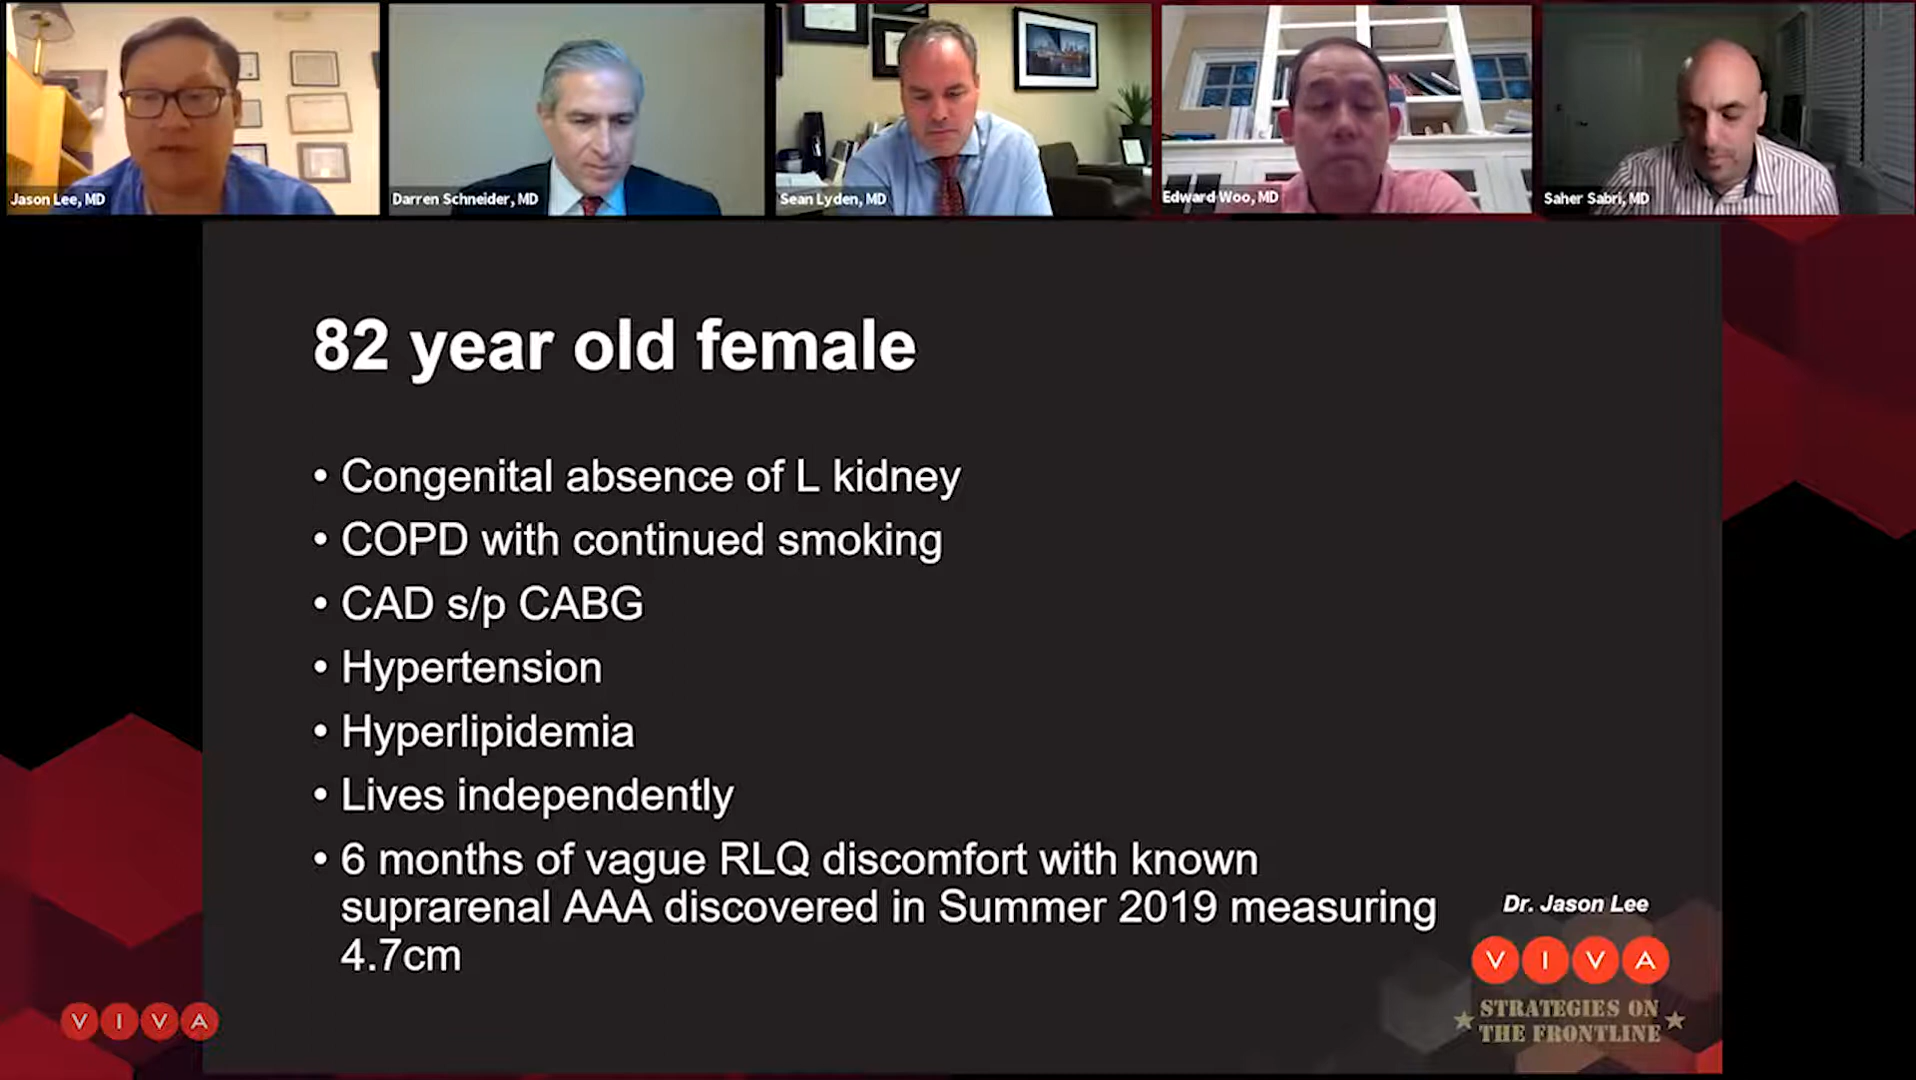 Jason Lee, MD
Darren Schneider, MD
Sean Lyden, MD
Edward Woo, MD
Saher Sabri, MD
82 year old female
• Congenital absence of L kidney
• COPD with continued smoking
• CAD s/p CABG
• Hypertension
• Hyperlipidemia
• Lives independently
• 6 months of vague RLQ discomfort with known
suprarenal AAA discovered in Summer 2019 measuring
4.7cm
Dr. Jason Lee
VIVA
STRATEGIES ON
THE FRONTLINE
VIVA